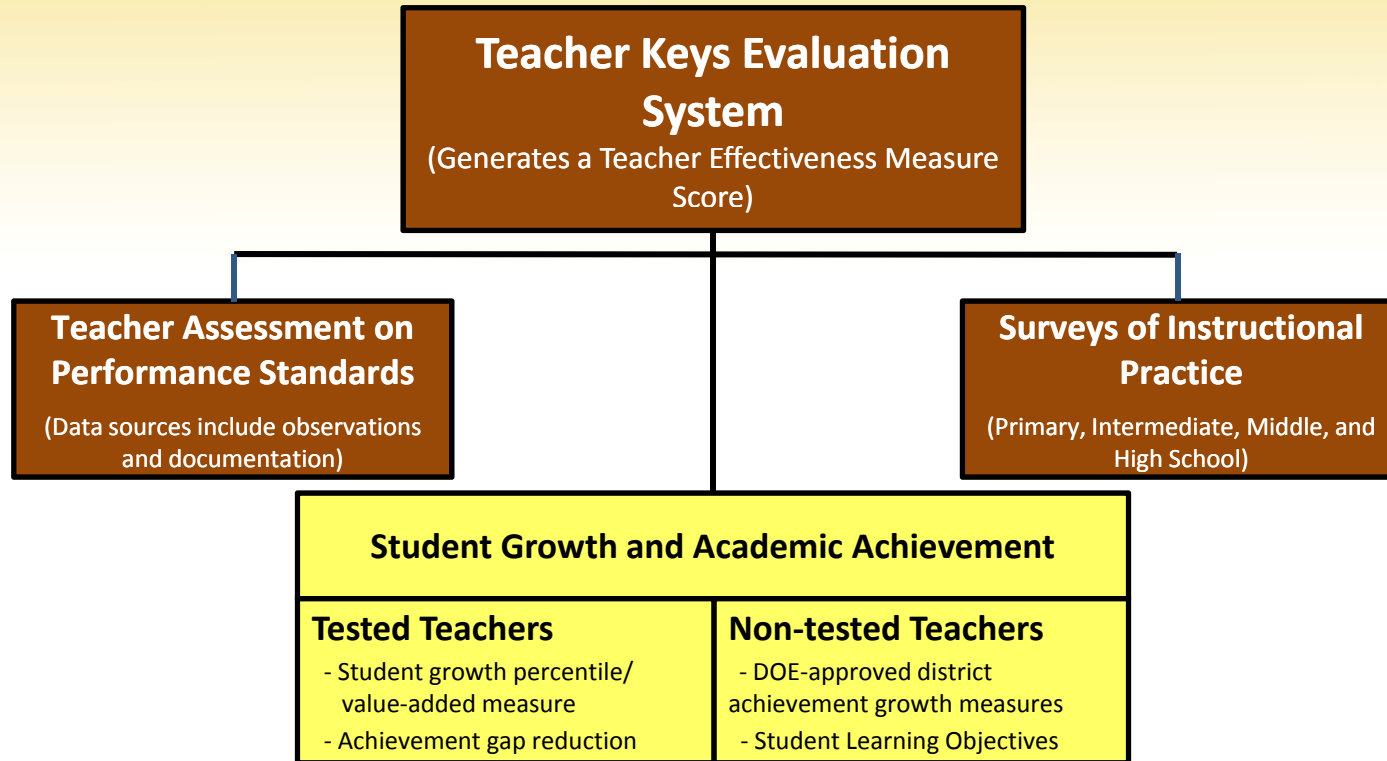 Teacher Keys Evaluation
System
(Generates a Teacher Effectiveness Measure
Score)
Teacher Assessment on
Performance Standards
(Data sources include observations
and documentation)
Surveys of Instructional
Practice
(Primary, Intermediate, Middle, and
High School)
Student Growth and Academic Achievement
Tested Teachers
- Student growth percentile/
value-added measure
- Achievement gap reduction
Non-tested Teachers
- DOE-approved district
achievement growth measures
- Student Learning Objectives